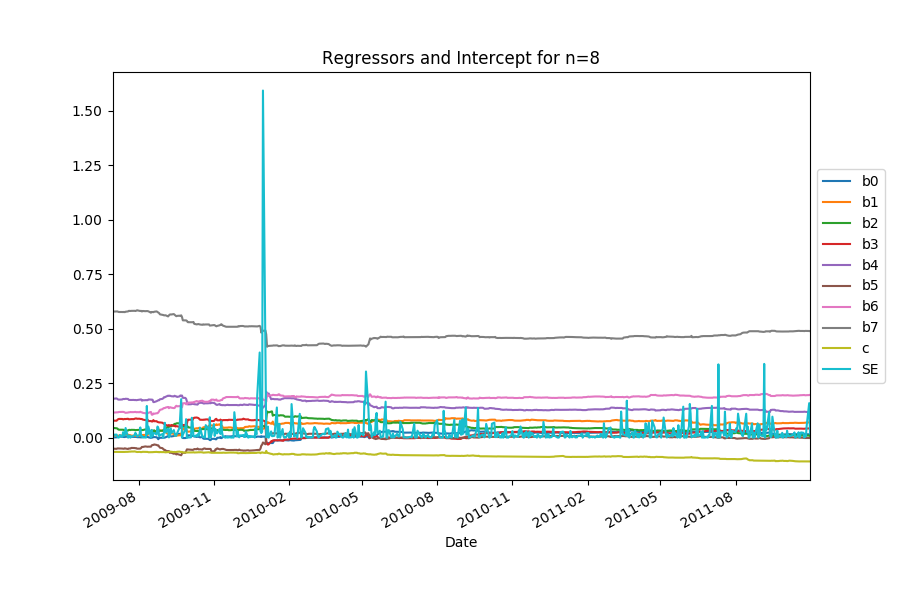 Regressors and Intercept for n=8
1.50
1.25
1.00
0.75
0.50
0.25
0.00
2009-08
2009-11
2010-02
2010-05
2010-08
2010-11
2011-02
2011-05
2011-08
Date
b0
b1
b2
b3
b4
b5
b6
b7
c
SE